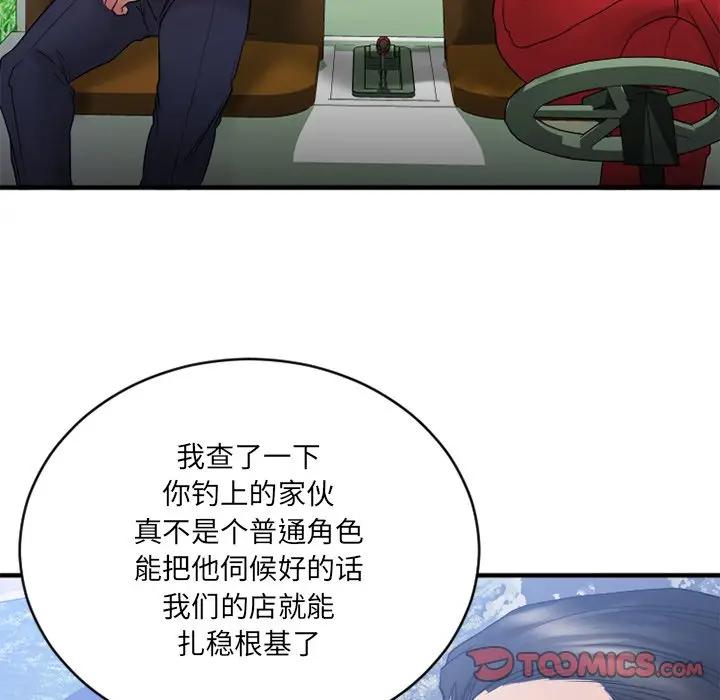 我查了一下
你钓上的家伙
真不是个普通角色
能把他伺候好的话
我们的店就能
扎稳根基了
TOOMICS.COM